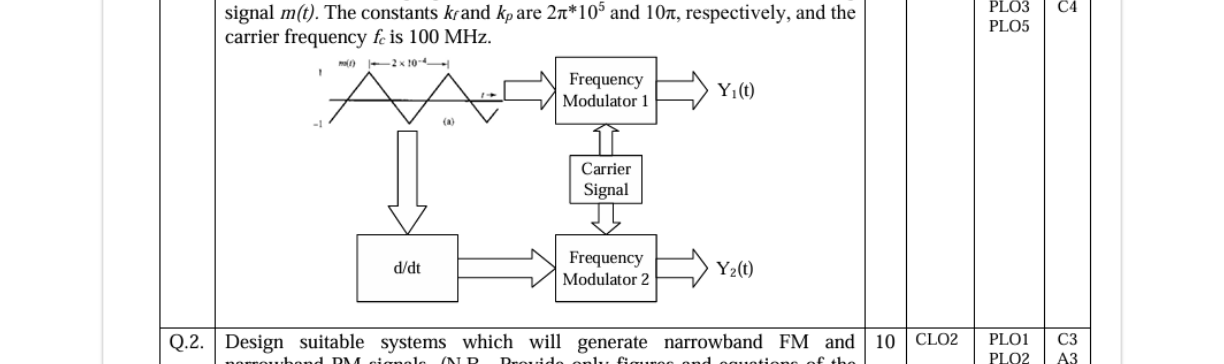 signal m(t). The constants kf and kp are 2π*10⁵ and 10π, respectively, and the
carrier frequency fc is 100 MHz.
PLO3
C4
PLO5
m(t)
2 × 10⁻⁴
1
t
-1
(a)
Frequency
Modulator 1
Y₁(t)
Carrier
Signal
d/dt
Frequency
Modulator 2
Y₂(t)
Q.2.
Design suitable systems which will generate narrowband FM and
10
CLO2
PLO1
C3
PLO2
A3